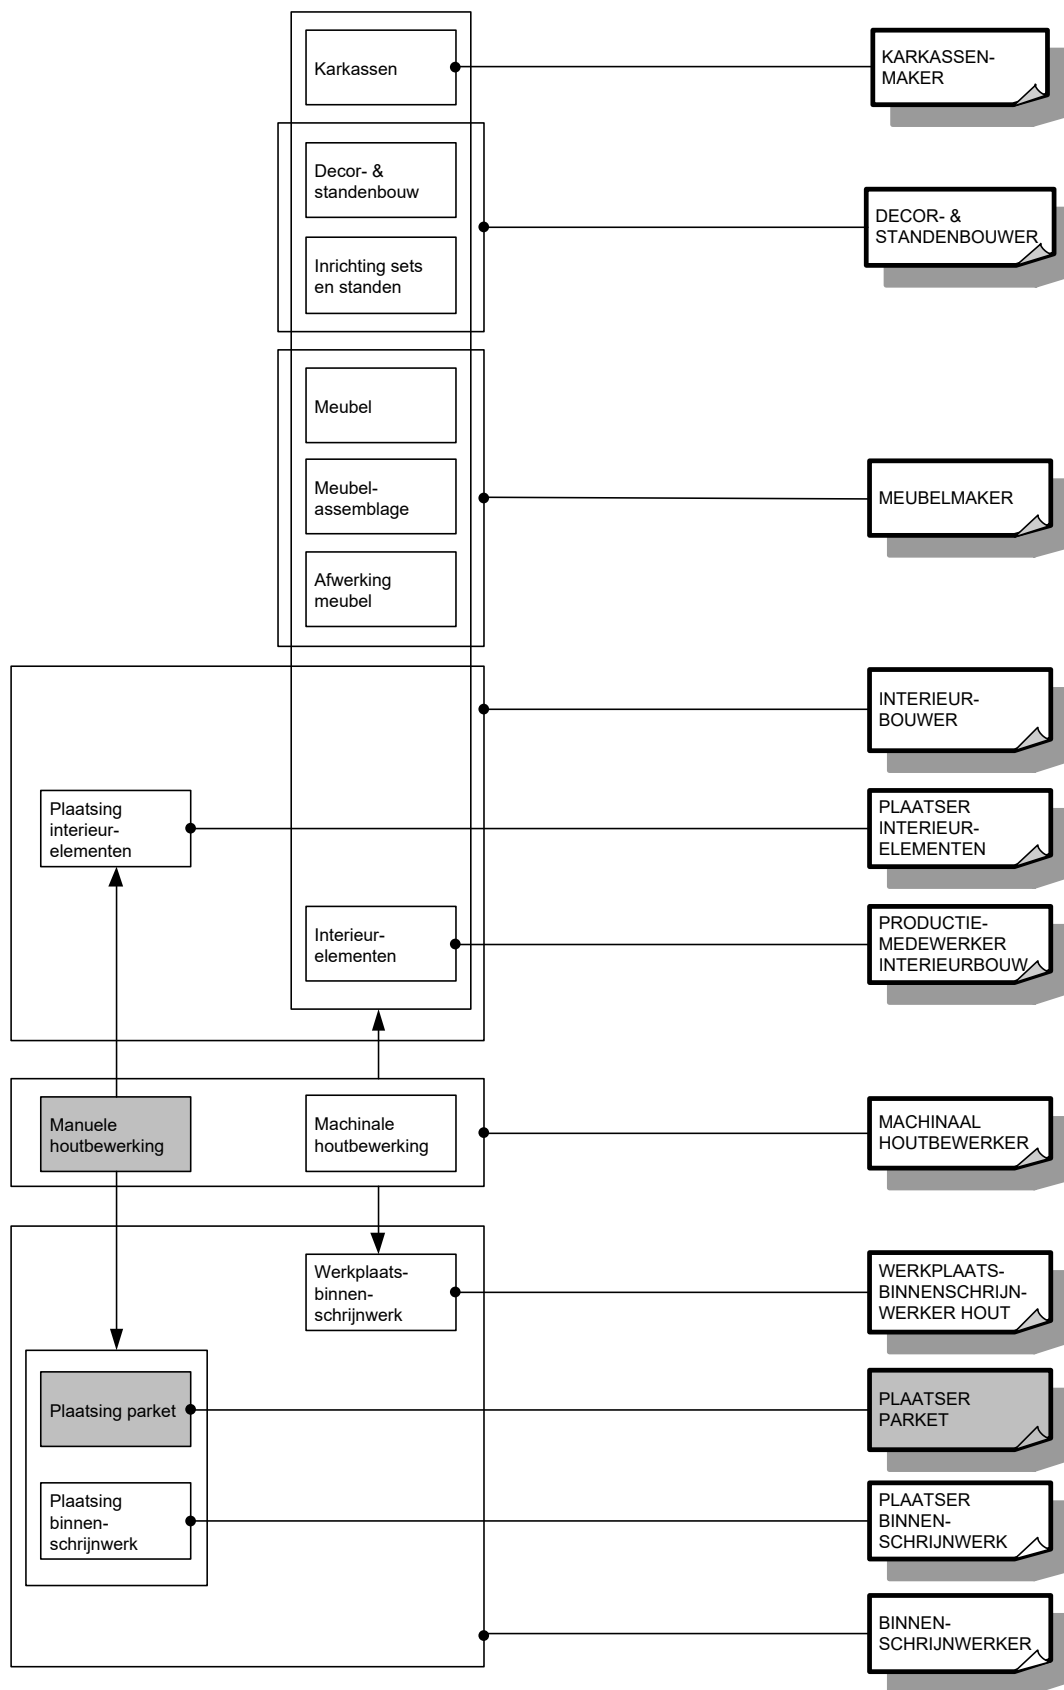 Karkassen
KARKASSEN-
MAKER
Decor- &
standenbouw
DECOR- &
STANDENBOUWER
Inrichting sets
en standen
Meubel
Meubel-
assemblage
MEUBELMAKER
Afwerking
meubel
INTERIEUR-
BOUWER
Plaatsing
interieur-
elementen
PLAATSER
INTERIEUR-
ELEMENTEN
Interieur-
elementen
PRODUCTIE-
MEDEWERKER
INTERIEURBOUW
Manuele
houtbewerking
Machinale
houtbewerking
MACHINAAL
HOUTBEWERKER
Werkplaats-
binnen-
schrijnwerk
WERKPLAATS-
BINNENSCHRIJN-
WERKER HOUT
Plaatsing parket
PLAATSER
PARKET
Plaatsing
binnen-
schrijnwerk
PLAATSER
BINNEN-
SCHRIJNWERK
BINNEN-
SCHRIJNWERKER